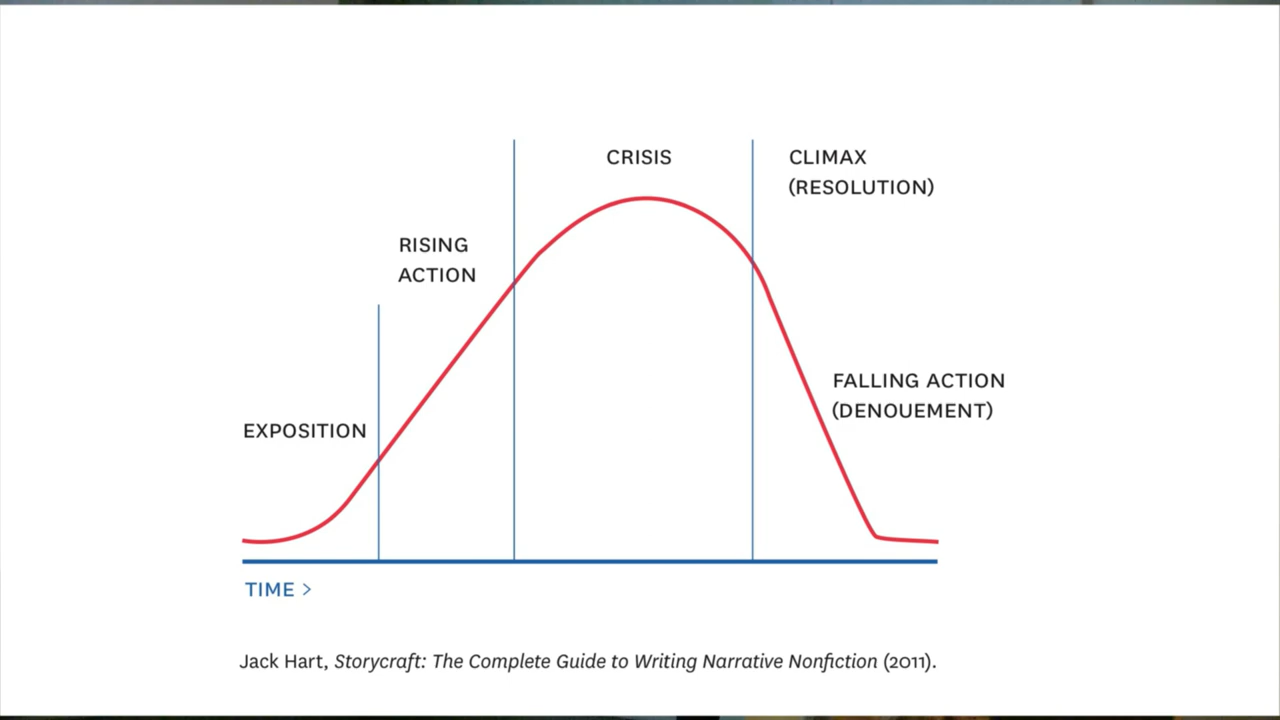 CRISIS
CLIMAX
(RESOLUTION)
RISING
ACTION
FALLING ACTION
(DENOUEMENT)
EXPOSITION
TIME >
Jack Hart, Storycraft: The Complete Guide to Writing Narrative Nonfiction (2011).